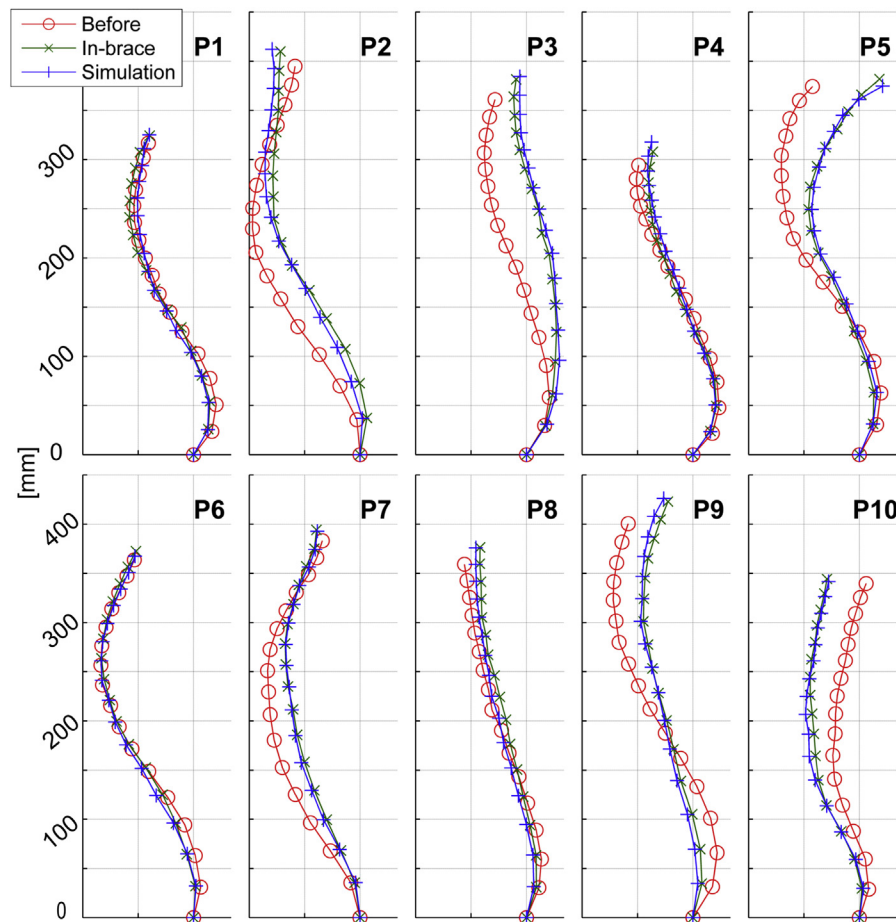 Before
In-brace
Simulation
P1
P2
P3
P4
P5
300
200
100
0
[mm]
P6
P7
P8
P9
P10
400
300
200
100
0